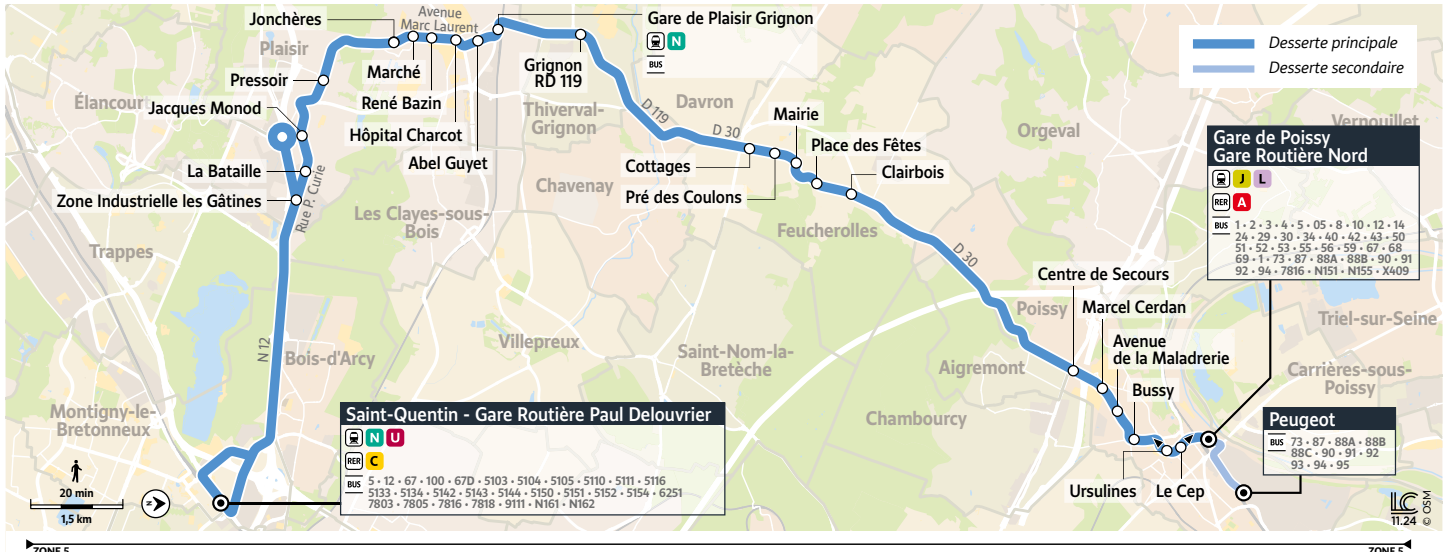 Jonchères
Avenue
Marc Laurent
Gare de Plaisir Grignon
N
BUS
Desserte principale
Desserte secondaire
Plaisir
Pressoir
Marché
Grignon
RD 119
Élancour
Jacques Monod
René Bazin
Thiverval-
Grignon
D 119
Davron
D 30
Mairie
Orgeval
Vernouillet
Hôpital Charcot
Abel Guyet
Place des Fêtes
Cottages
Clairbois
La Bataille
Rue P. Curie
Chavenay
Pré des Coulons
Zone Industrielle les Gâtines
Les Clayes-sous-
Bois
Feucherolles
Trappes
D 30
Gare de Poissy
Gare Routière Nord
J L
RER A
BUS 1 • 2 • 3 • 4 • 5 • 05 • 8 • 10 • 12 • 14
24 • 29 • 30 • 34 • 40 • 42 • 43 • 50
51 • 52 • 53 • 55 • 56 • 59 • 67 • 68
69 • 1 • 73 • 87 • 88A • 88B • 90 • 91
92 • 94 • 7816 • N151 • N155 • X409
Centre de Secours
Marcel Cerdan
Poissy
Triel-sur-Seine
N 12
Bois-d'Arcy
Villepreux
Saint-Nom-la-
Bretèche
Aigremont
Avenue
de la Maladrerie
Bussy
Carrières-sous-
Poissy
Montigny-le-
Bretonneux
Chambourcy
Saint-Quentin - Gare Routière Paul Delouvrier
N U
RER C
BUS 5 • 12 • 67 • 100 • 67D • 5103 • 5104 • 5105 • 5110 • 5111 • 5116
5133 • 5134 • 5142 • 5143 • 5144 • 5150 • 5151 • 5152 • 5154 • 6251
7803 • 7805 • 7816 • 7818 • 9111 • N161 • N162
Peugeot
BUS 73 • 87 • 88A • 88B
88C • 90 • 91 • 92
93 • 94 • 95
Ursulines
Le Cep
20 min
1,5 km
N
LC
11.24
© OSM
ZONE 5
ZONE 5